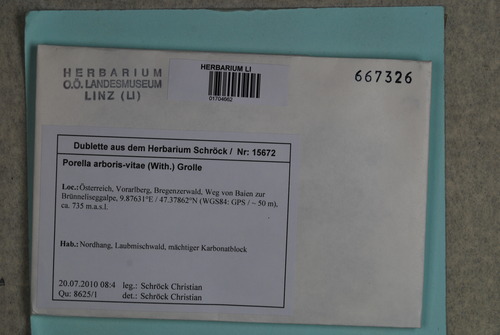 HERBARIUM
O.Ö. LANDESMUSEUM
LINZ (LI)
HERBARIUM LI
01704662
667326
Dublette aus dem Herbarium Schröck / Nr: 15672
Porella arboris-vitae (With.) Grolle
Loc.:Österreich, Vorarlberg, Bregenzerwald, Weg von Baien zur
Brünneliseggalpe, 9.87631°E / 47.37862°N (WGS84: GPS / ~ 50 m),
ca. 735 m.a.s.l.
Hab.:Nordhang, Laubmischwald, mächtiger Karbonatblock
20.07.2010 08:4 leg.: Schröck Christian
Qu: 8625/1 det.: Schröck Christian